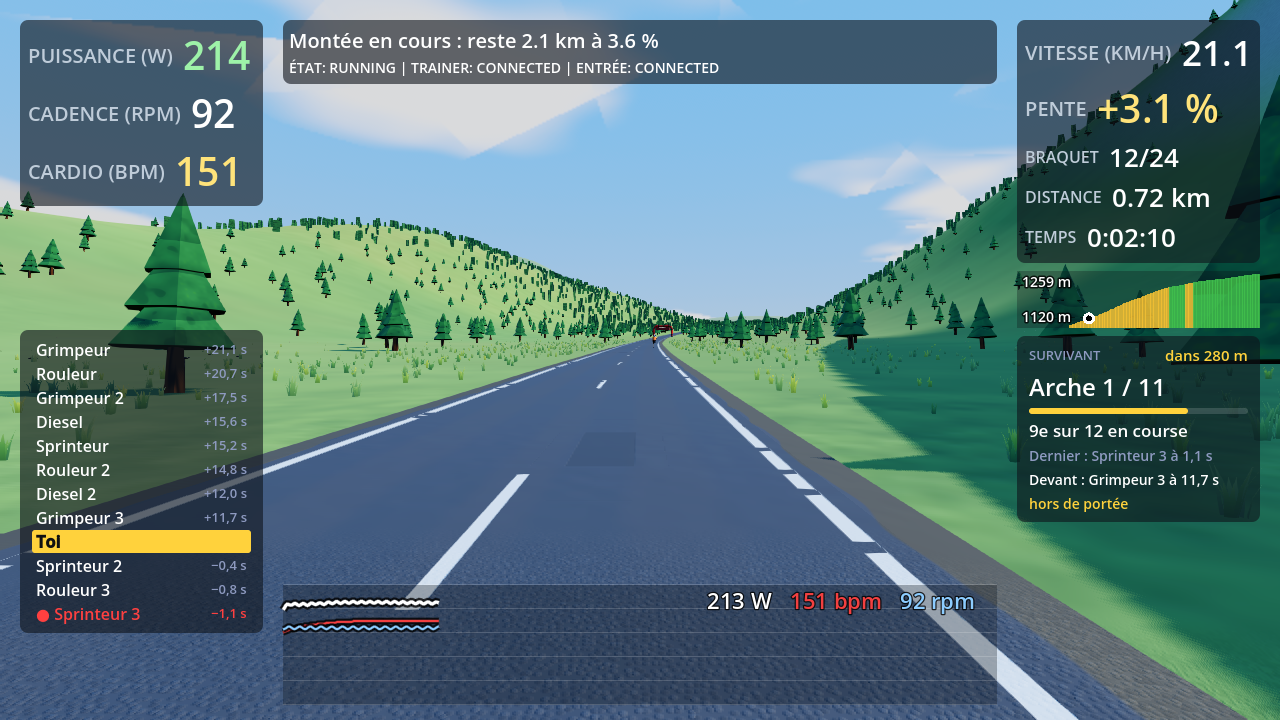 PUISSANCE (W) 214
CADENCE (RPM) 92
CARDIO (BPM) 151
Montée en cours : reste 2.1 km à 3.6 %
ÉTAT: RUNNING | TRAINER: CONNECTED | ENTRÉE: CONNECTED
VITESSE (KM/H) 21.1
PENTE +3.1 %
BRAQUET 12/24
DISTANCE 0.72 km
TEMPS 0:02:10
1259 m
1120 m
SURVIVANT dans 280 m
Arche 1 / 11
9e sur 12 en course
Dernier : Sprinteur 3 à 1,1 s
Devant : Grimpeur 3 à 11,7 s
hors de portée
Grimpeur +21,1 s
Rouleur +20,7 s
Grimpeur 2 +17,5 s
Diesel +15,6 s
Sprinteur +15,2 s
Rouleur 2 +14,8 s
Diesel 2 +12,0 s
Grimpeur 3 +11,7 s
Toi
Sprinteur 2 −0,4 s
Rouleur 3 −0,8 s
Sprinteur 3 −1,1 s
213 W 151 bpm 92 rpm